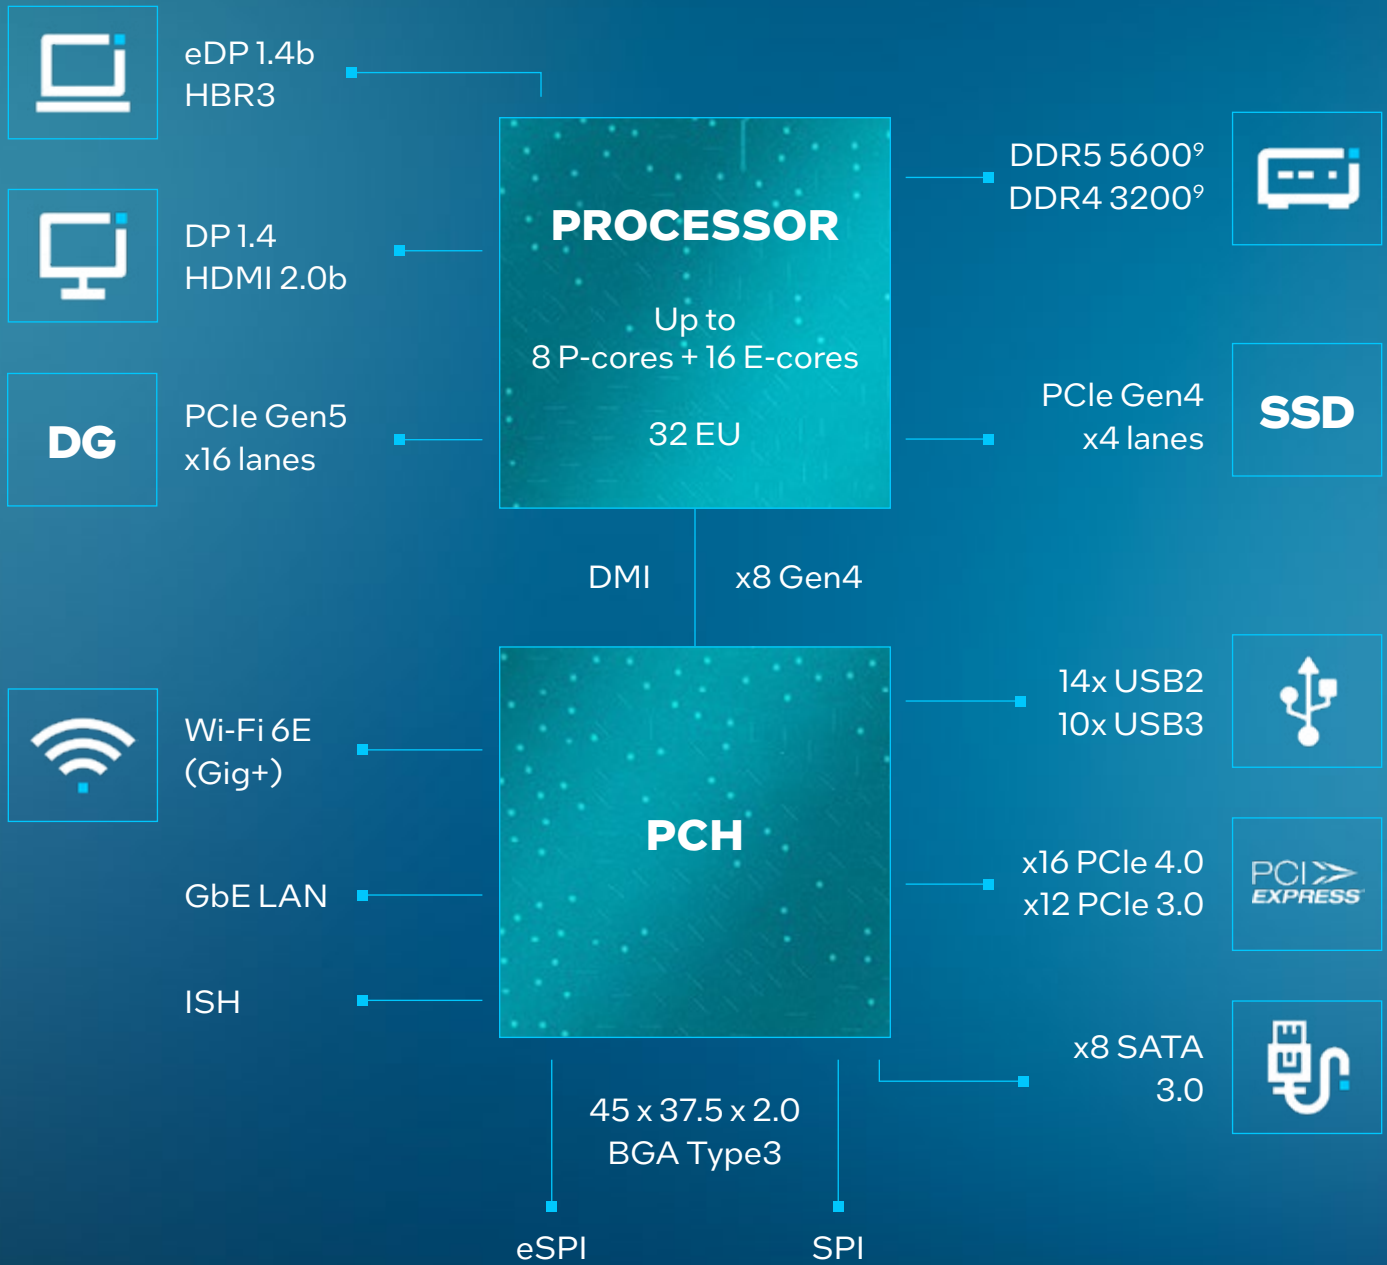 eDP 1.4b
HBR3
DP 1.4
HDMI 2.0b
DG
PCIe Gen5
x16 lanes
PROCESSOR
Up to
8 P-cores + 16 E-cores
32 EU
DDR5 5600⁹
DDR4 3200⁹
PCIe Gen4
x4 lanes
SSD
DMI
x8 Gen4
Wi-Fi 6E
(Gig+)
GbE LAN
ISH
PCH
14x USB2
10x USB3
x16 PCIe 4.0
x12 PCIe 3.0
PCI
EXPRESS
x8 SATA
3.0
45 x 37.5 x 2.0
BGA Type3
eSPI
SPI